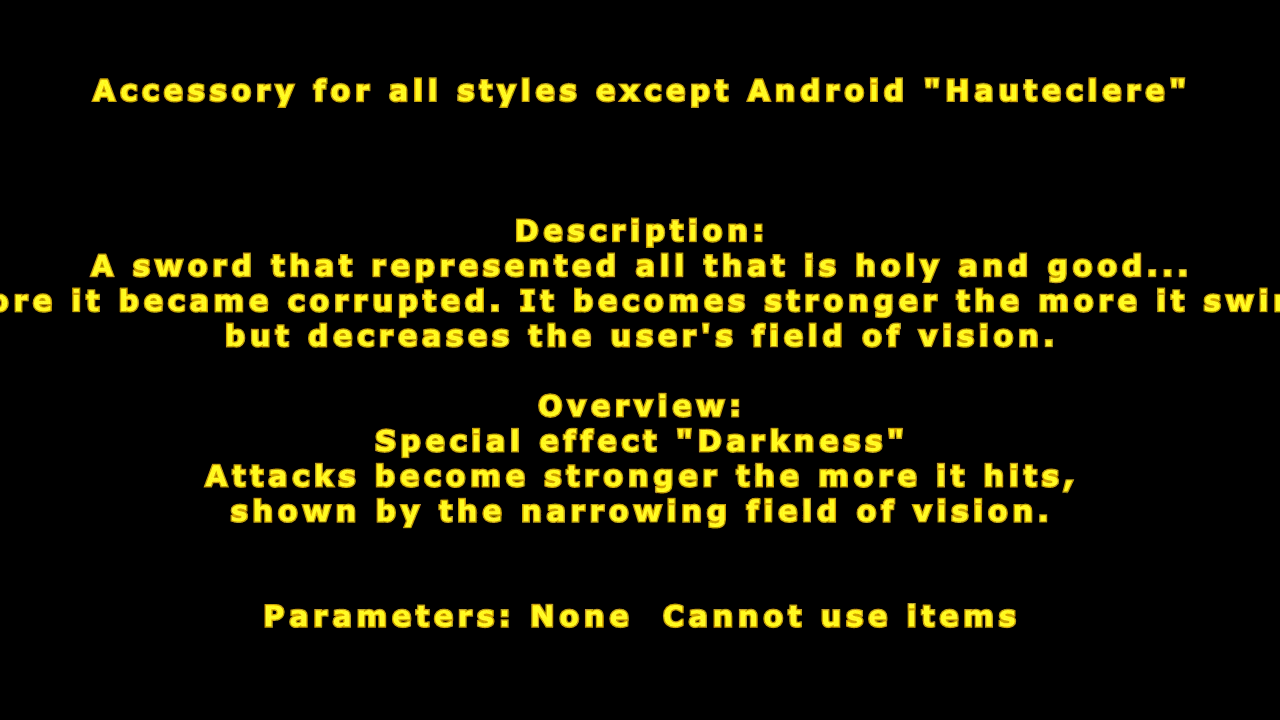 Accessory for all styles except Android "Hauteclere"
Description:
A sword that represented all that is holy and good...
it became corrupted. It becomes stronger the more it
but decreases the user's field of vision.
Overview:
Special effect "Darkness"
Attacks become stronger the more it hits,
shown by the narrowing field of vision.
Parameters: None Cannot use items